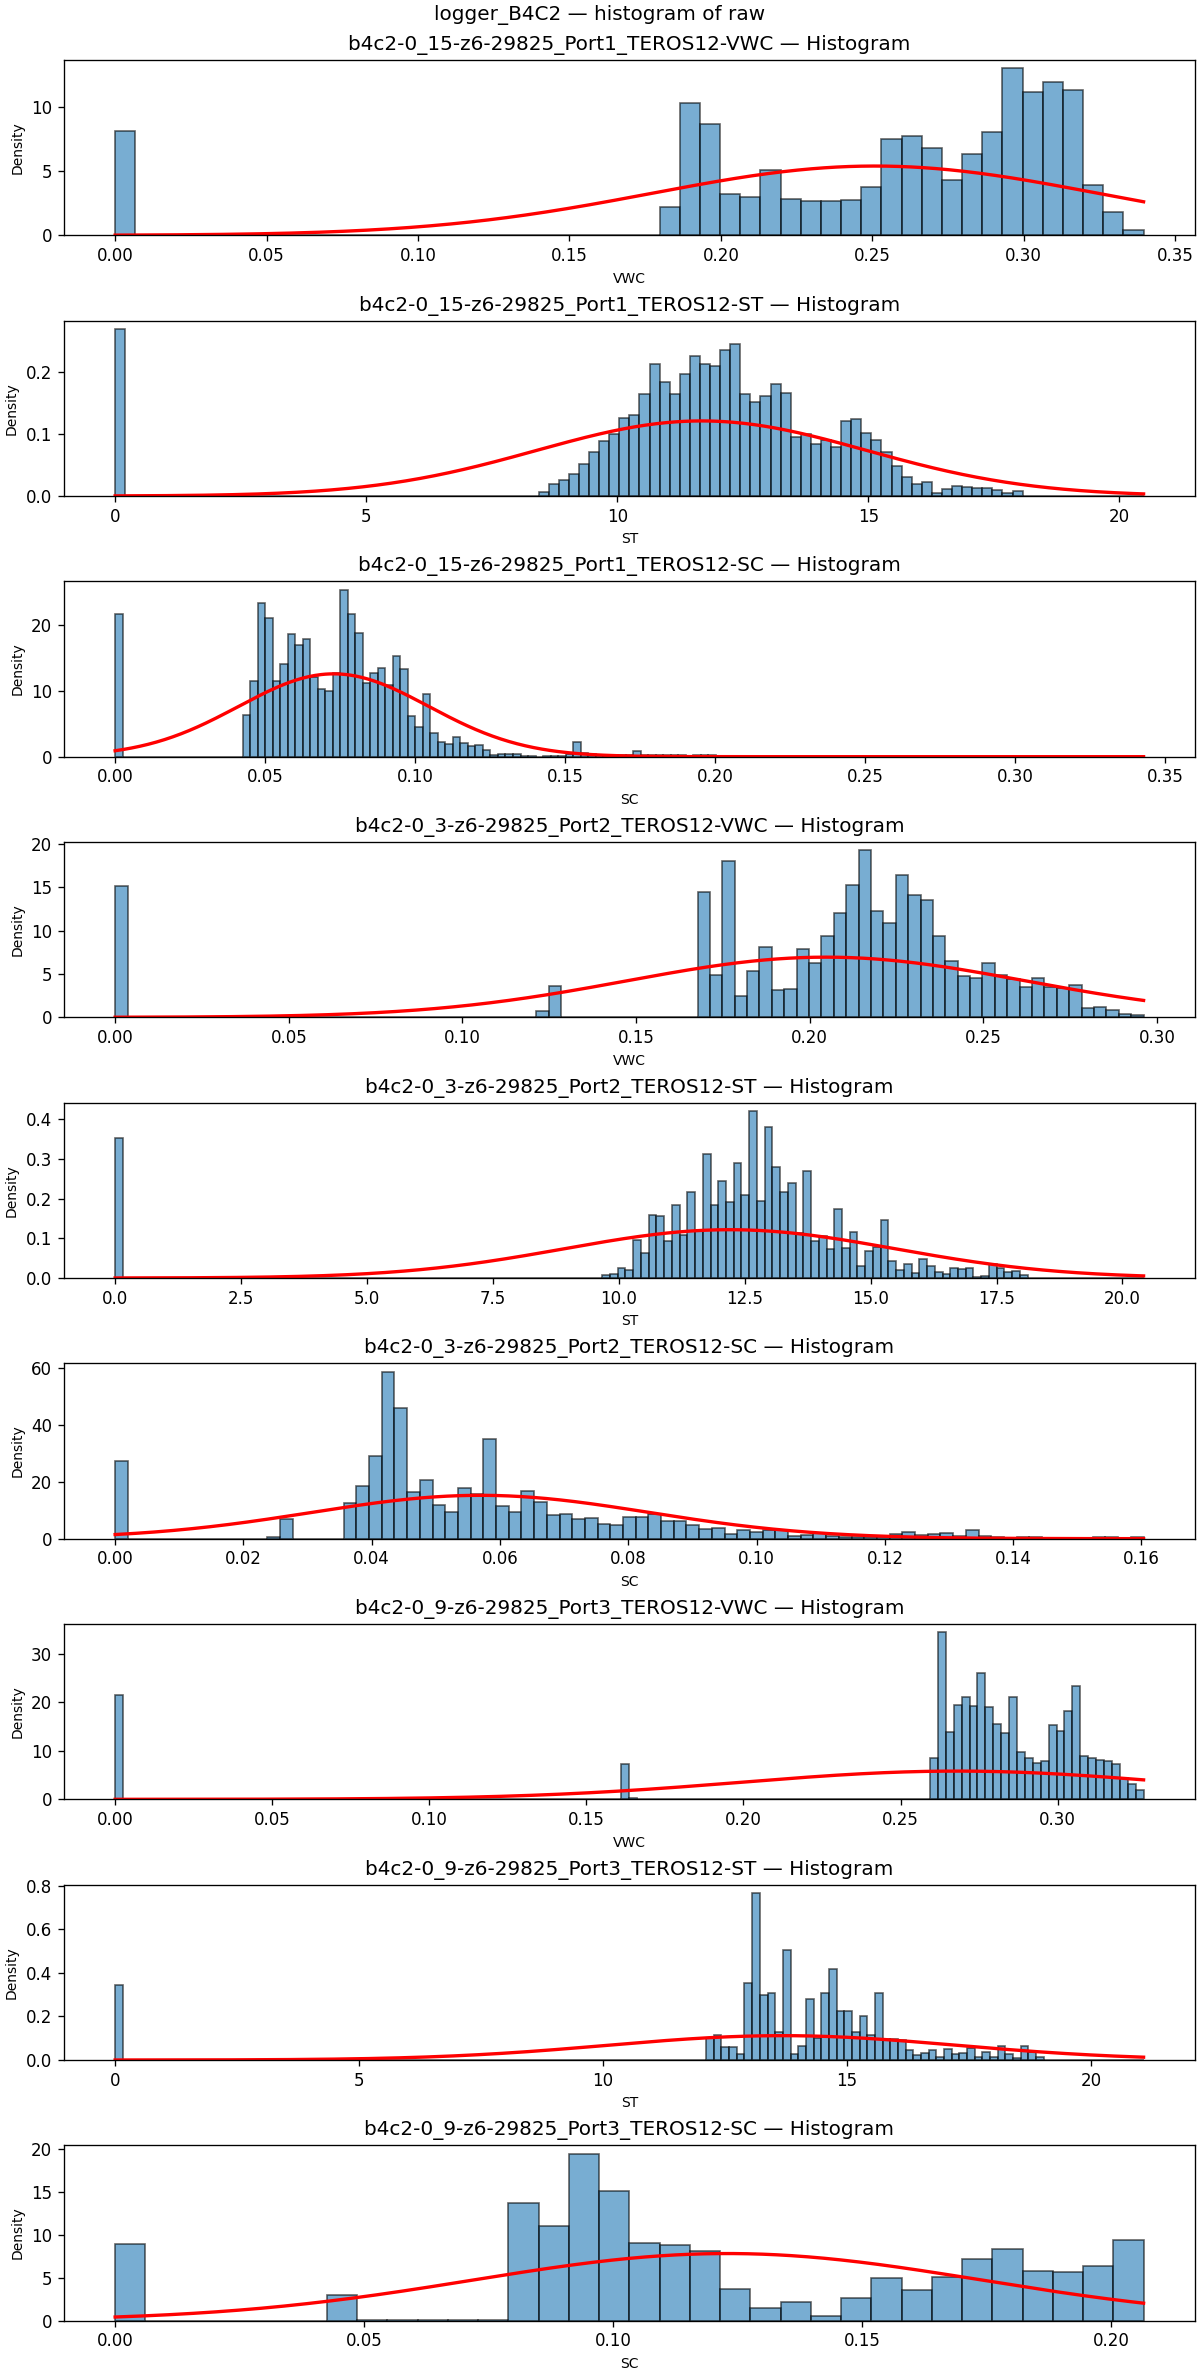 logger_B4C2 — histogram of raw
b4c2-0_15-z6-29825_Port1_TEROS12-VWC — Histogram
Density
10
5
0
0.00 0.05 0.10 0.15 0.20 0.25 0.30 0.35
VWC
b4c2-0_15-z6-29825_Port1_TEROS12-ST — Histogram
Density
0.2
0.1
0.0
0 5 10 15 20
ST
b4c2-0_15-z6-29825_Port1_TEROS12-SC — Histogram
Density
20
10
0
0.00 0.05 0.10 0.15 0.20 0.25 0.30 0.35
SC
b4c2-0_3-z6-29825_Port2_TEROS12-VWC — Histogram
Density
20
15
10
5
0
0.00 0.05 0.10 0.15 0.20 0.25 0.30
VWC
b4c2-0_3-z6-29825_Port2_TEROS12-ST — Histogram
Density
0.4
0.3
0.2
0.1
0.0
0.0 2.5 5.0 7.5 10.0 12.5 15.0 17.5 20.0
ST
b4c2-0_3-z6-29825_Port2_TEROS12-SC — Histogram
Density
60
40
20
0
0.00 0.02 0.04 0.06 0.08 0.10 0.12 0.14 0.16
SC
b4c2-0_9-z6-29825_Port3_TEROS12-VWC — Histogram
Density
30
20
10
0
0.00 0.05 0.10 0.15 0.20 0.25 0.30
VWC
b4c2-0_9-z6-29825_Port3_TEROS12-ST — Histogram
Density
0.8
0.6
0.4
0.2
0.0
0 5 10 15 20
ST
b4c2-0_9-z6-29825_Port3_TEROS12-SC — Histogram
Density
20
15
10
5
0
0.00 0.05 0.10 0.15 0.20
SC